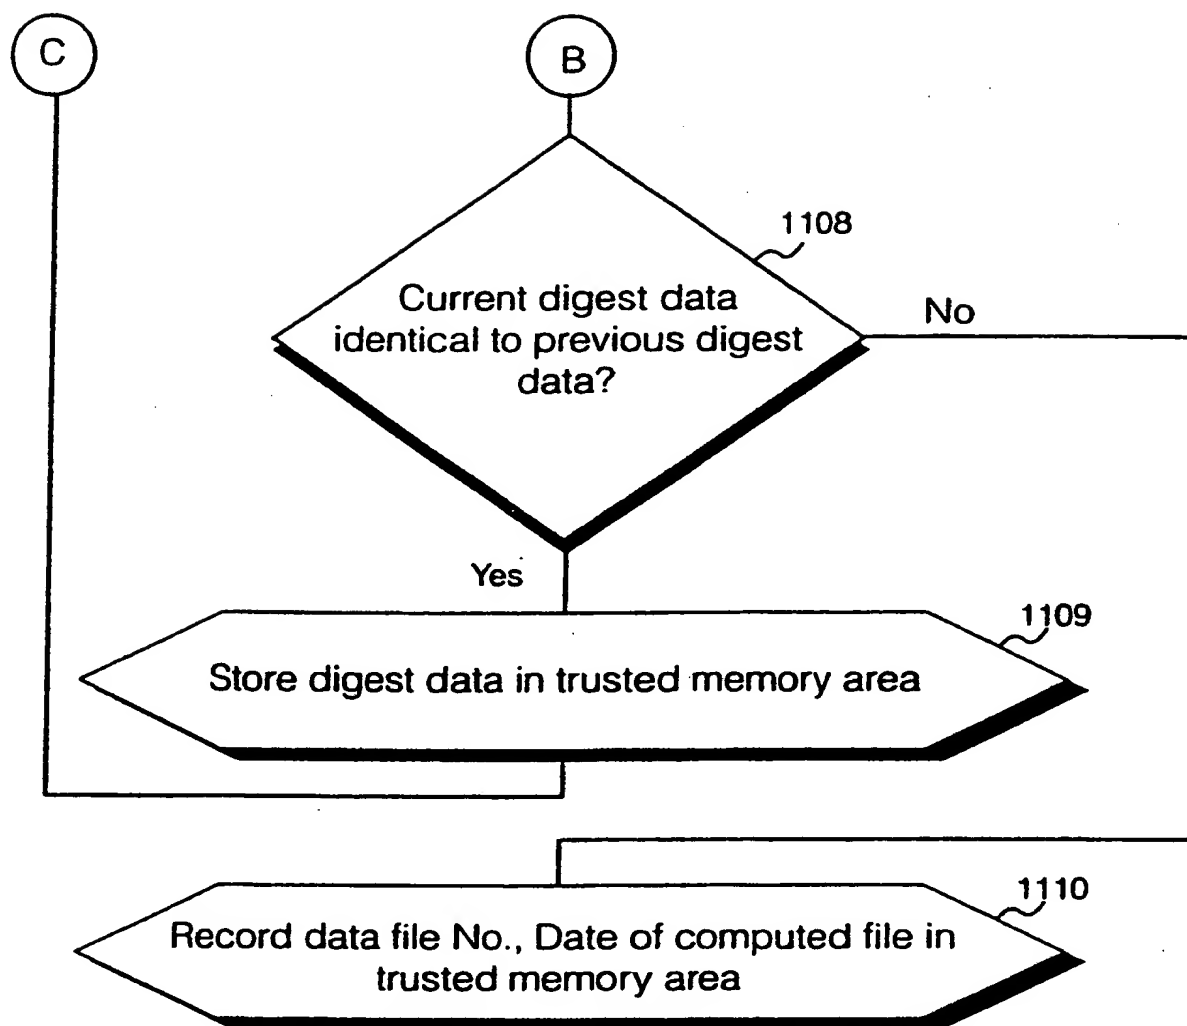 C
B
1108
Current digest data
identical to previous digest
data?
No
Yes
1109
Store digest data in trusted memory area
1110
Record data file No., Date of computed file in
trusted memory area